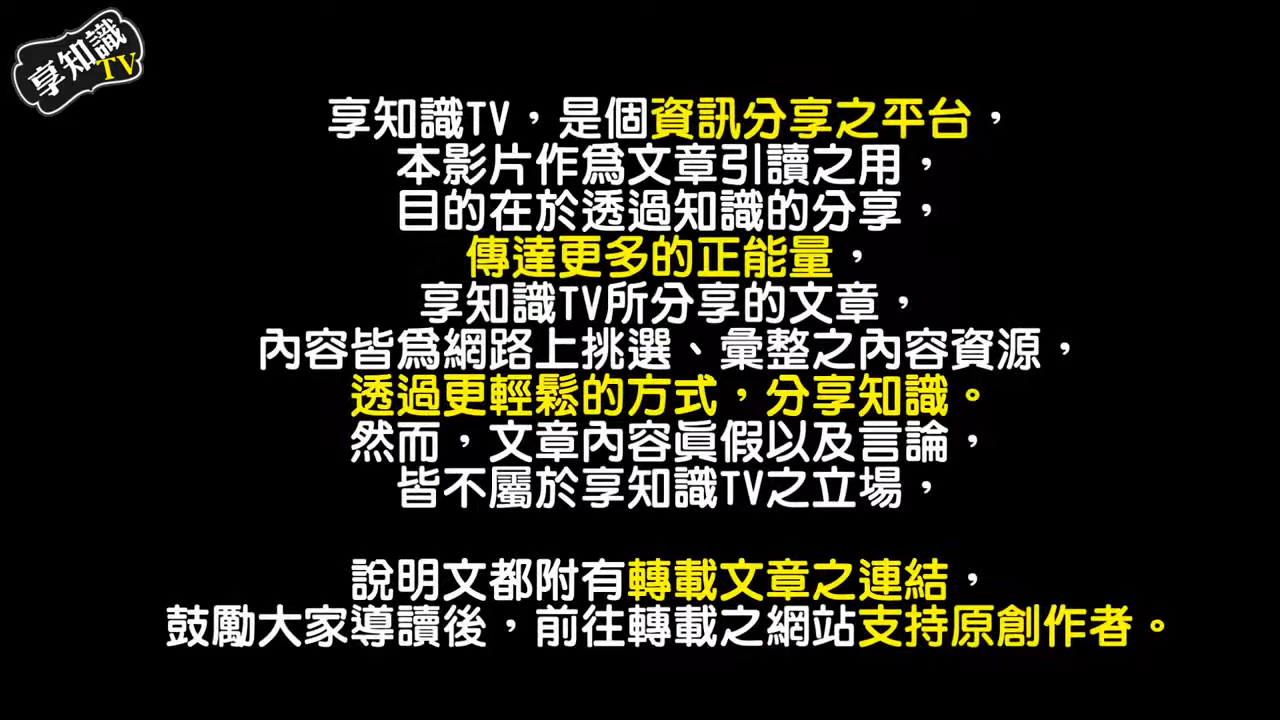 享知識
TV
享知識TV，是個資訊分享之平台，
本影片作為文章引讀之用，
目的在於透過知識的分享，
傳達更多的正能量，
享知識TV所分享的文章，
內容皆為網路上挑選、彙整之內容資源，
透過更輕鬆的方式，分享知識。
然而，文章內容眞假以及言論，
皆不屬於享知識TV之立場，
說明文都附有轉載文章之連結，
鼓勵大家導讀後，前往轉載之網站支持原創作者。